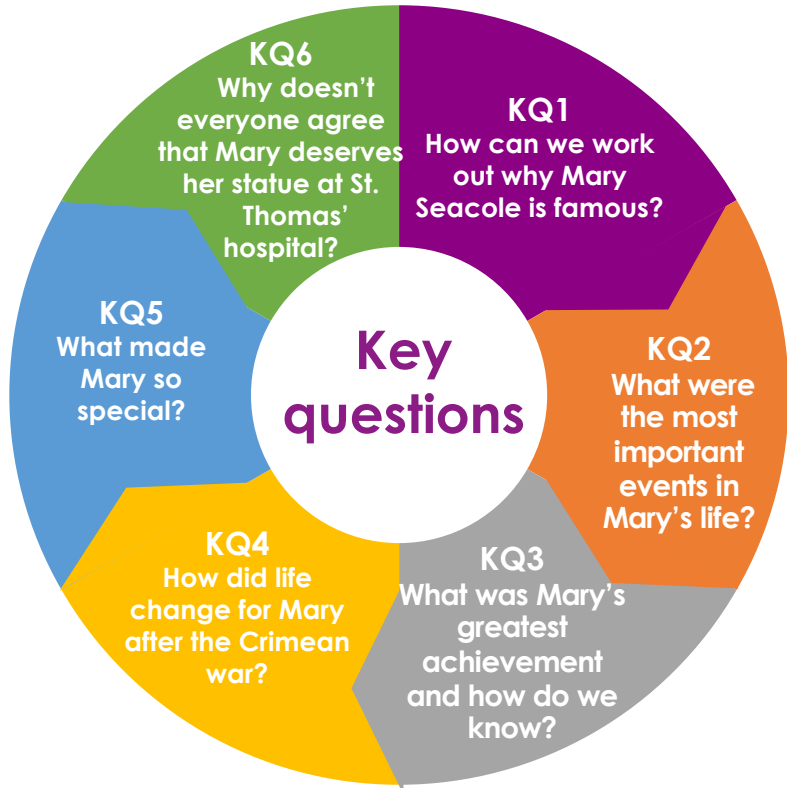 Key
questions
KQ1
How can we work
out why Mary
Seacole is famous?
KQ2
What were
the most
important
events in
Mary's life?
KQ3
What was Mary's
greatest
achievement
and how do we
know?
KQ4
How did life
change for Mary
after the Crimean
war?
KQ5
What made
Mary so
special?
KQ6
Why doesn't
everyone agree
that Mary deserves
her statue at St.
Thomas'
hospital?